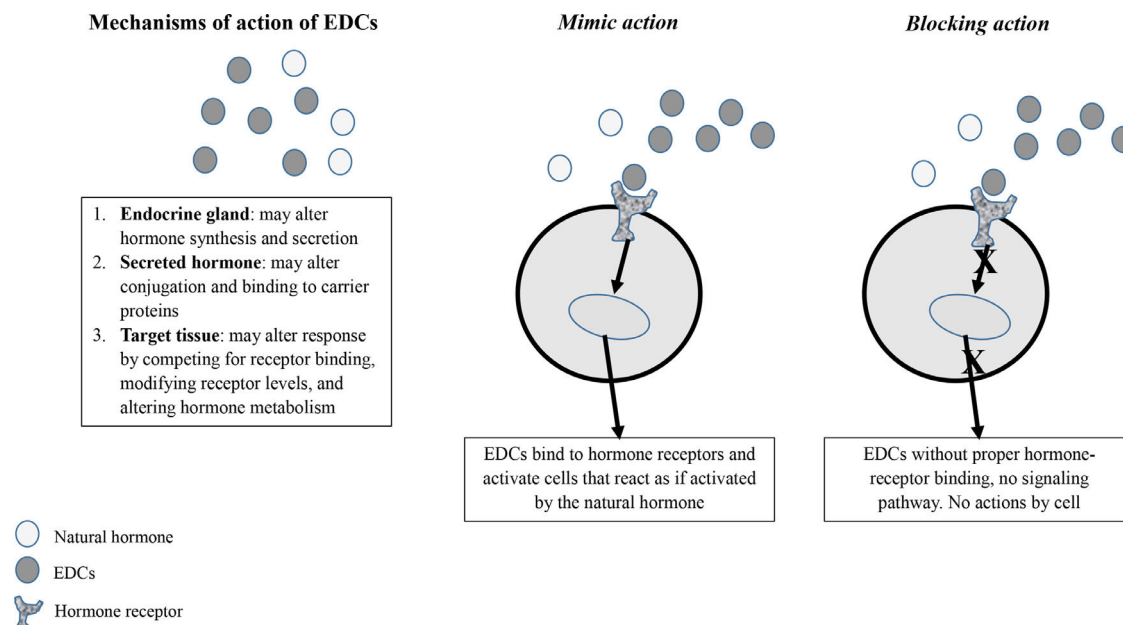 Mechanisms of action of EDCs
1. Endocrine gland: may alter
hormone synthesis and secretion
2. Secreted hormone: may alter
conjugation and binding to carrier
proteins
3. Target tissue: may alter response
by competing for receptor binding,
modifying receptor levels, and
altering hormone metabolism
Mimic action
EDCs bind to hormone receptors and
activate cells that react as if activated
by the natural hormone
Blocking action
X
X
EDCs without proper hormone-
receptor binding, no signaling
pathway. No actions by cell
Natural hormone
EDCs
Hormone receptor